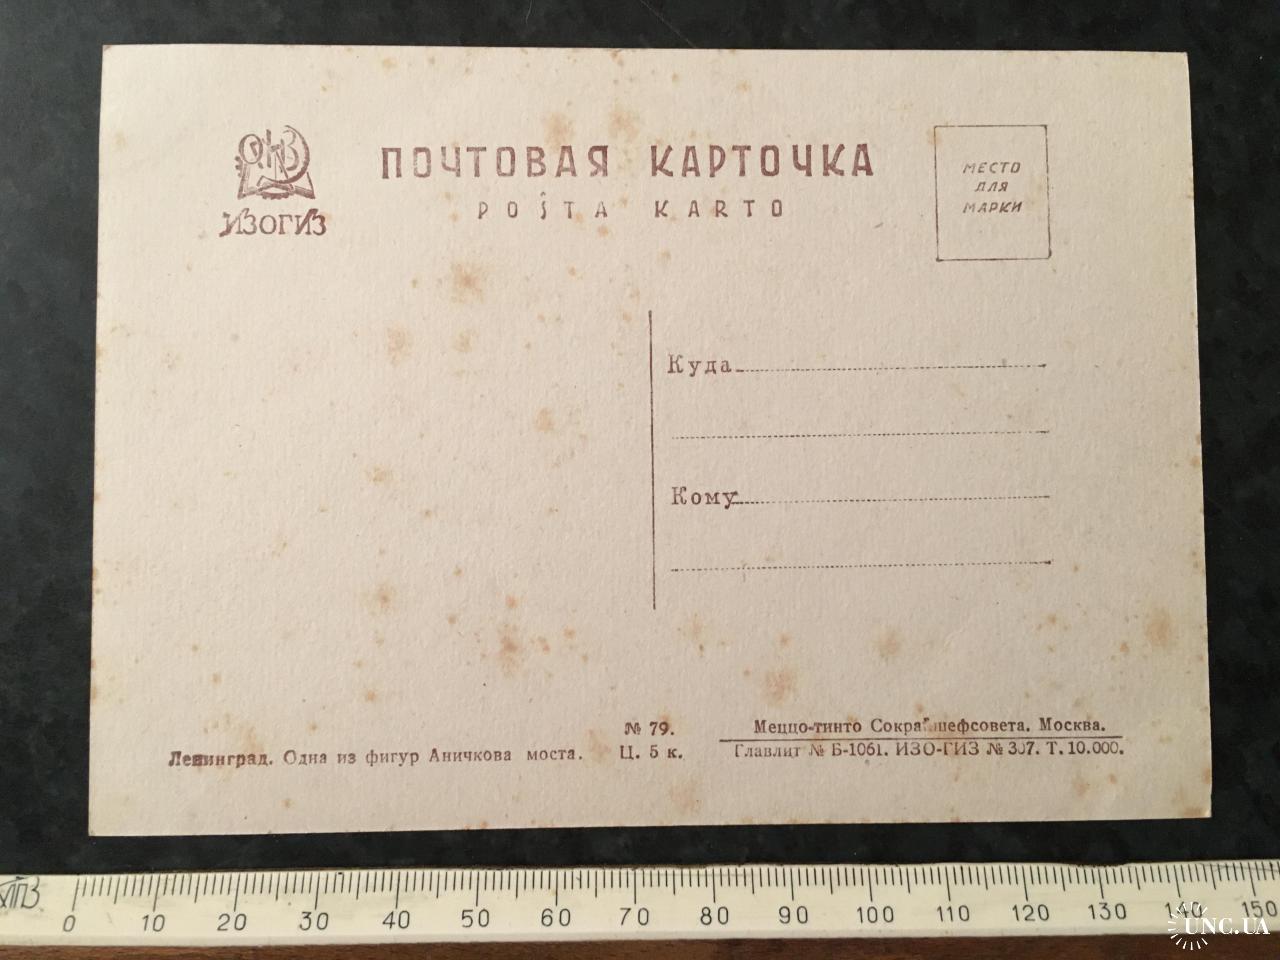 ИЗОГИЗ
ПОЧТОВАЯ КАРТОЧКА
POŜTA KARTO
МЕСТО
ДЛЯ
МАРКИ
Куда
Кому
№ 79.
Ц. 5 к.
Ленинград. Одна из фигур Аничкова моста.
Меццо-тинто Сокрайшефсовета. Москва.
Главлит № Б-1061. ИЗО-ГИЗ № 307. Т. 10.000.
0 10 20 30 40 50 60 70 80 90 100 110 120 130 140 150
UNC.UA